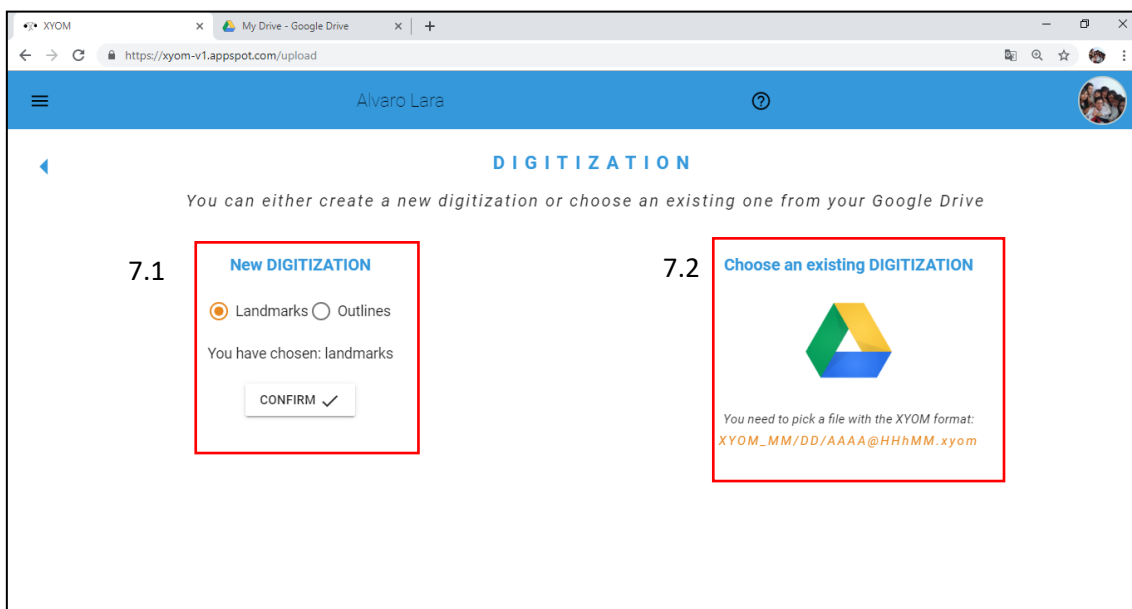 XYOM
My Drive - Google Drive
https://xyom-v1.appspot.com/upload
Alvaro Lara
DIGITIZATION
You can either create a new digitization or choose an existing one from your Google Drive
7.1
New DIGITIZATION
Landmarks Outlines
You have chosen: landmarks
CONFIRM
7.2
Choose an existing DIGITIZATION
You need to pick a file with the XYOM format:
XYOM_MM/DD/AAAA@HHhMM.xyom